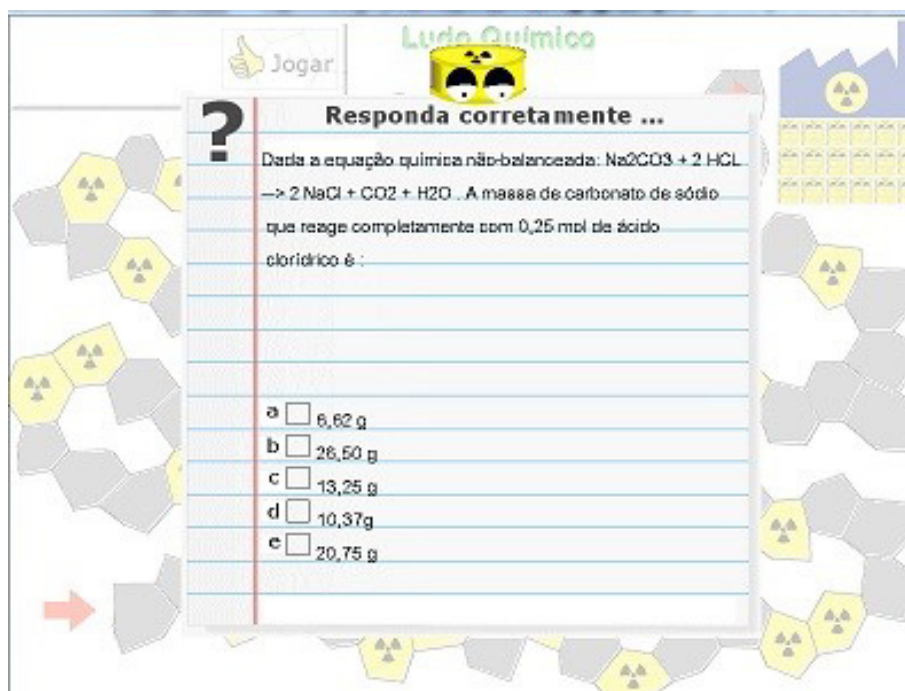 Ludo Químico
Jogar
? Responda corretamente ...
Dada a equação química não-balanceada: Na2CO3 + 2 HCL
--> 2 NaCl + CO2 + H2O . A massa de carbonato de sódio
que reage completamente com 0,25 mol de ácido
clorídrico é :
a 6,62 g
b 26,50 g
c 13,25 g
d 10,37g
e 20,75 g